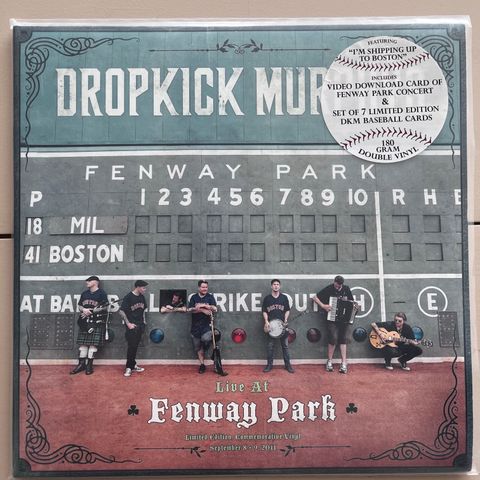 LIVE AT
FEATURING
"I'M SHIPPING UP
TO BOSTON"
INCLUDES
VIDEO DOWNLOAD CARD OF
FENWAY PARK CONCERT
&
SET OF 7 LIMITED EDITION
DKM BASEBALL CARDS
180
GRAM
DOUBLE VINYL
DROPKICK MUR
FENWAY PARK
P 1 2 3 4 5 6 7 8 9 10 R H E
18 MIL
41 BOSTON
AT BAT STRIKE OUT H E
BOSTON
Live At
Fenway Park
Limited Edition Commemorative Vinyl
September 8 + 9, 2011